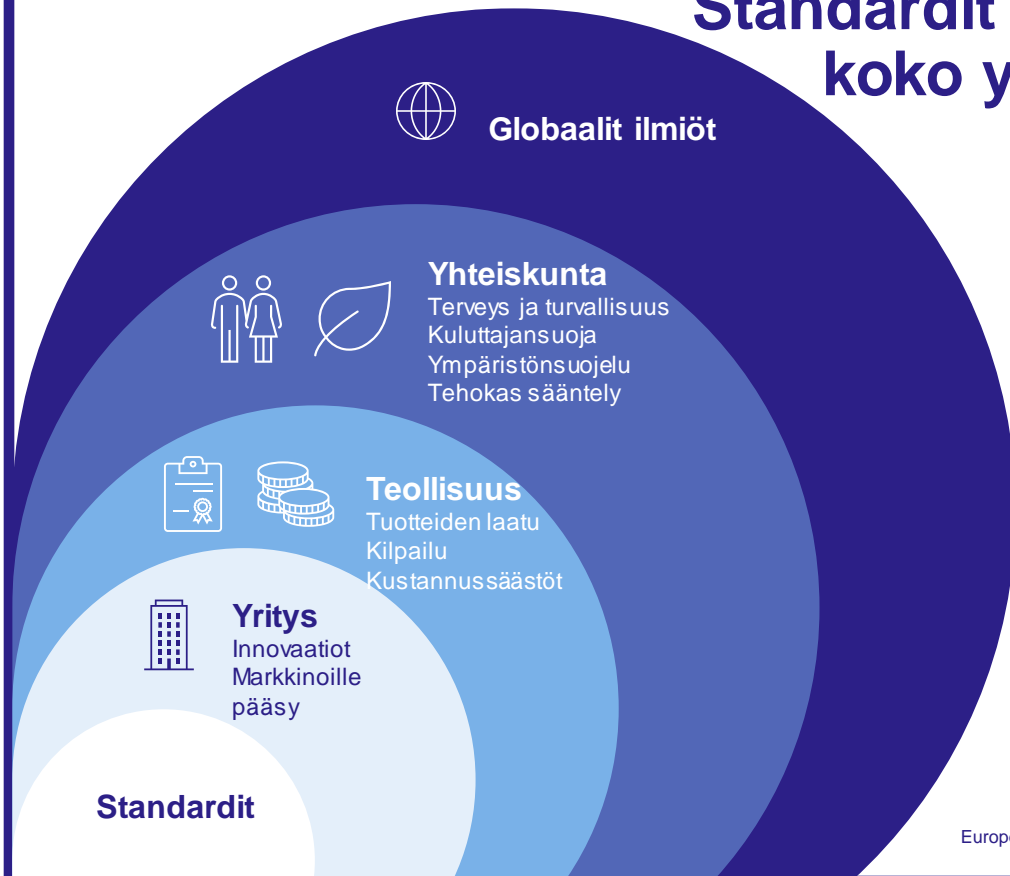 Standardit
koko y
Globaalit ilmiöt
Yhteiskunta
Terveys ja turvallisuus
Kuluttajansuoja
Ympäristönsuojelu
Tehokas sääntely
Teollisuus
Tuotteiden laatu
Kilpailu
Kustannussäästöt
Yritys
Innovaatiot
Markkinoille
pääsy
Standardit
Europ